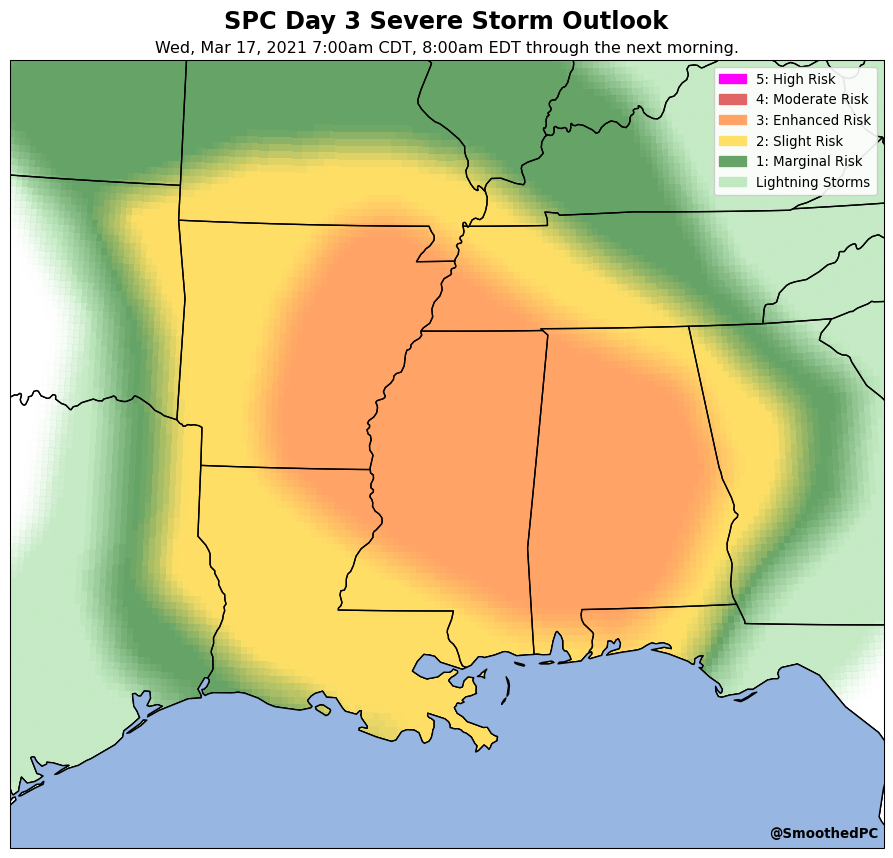 SPC Day 3 Severe Storm Outlook
Wed, Mar 17, 2021 7:00am CDT, 8:00am EDT through the next morning.
5: High Risk
4: Moderate Risk
3: Enhanced Risk
2: Slight Risk
1: Marginal Risk
Lightning Storms
@SmoothedPC